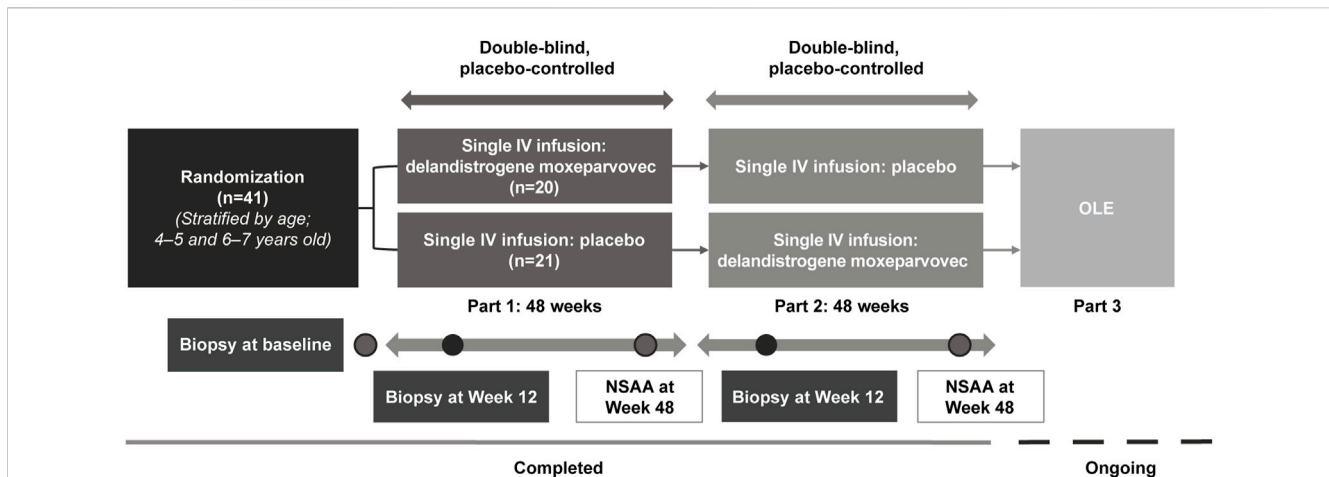 Double-blind,
placebo-controlled
Double-blind,
placebo-controlled
Randomization
(n=41)
(Stratified by age;
4–5 and 6–7 years old)
Single IV infusion:
delandistrogene moxeparvovec
(n=20)
Single IV infusion: placebo
(n=21)
Single IV infusion: placebo
Single IV infusion:
delandistrogene moxeparvovec
OLE
Part 1: 48 weeks
Part 2: 48 weeks
Part 3
Biopsy at baseline
Biopsy at Week 12
NSAA at
Week 48
Biopsy at Week 12
NSAA at
Week 48
Completed
Ongoing